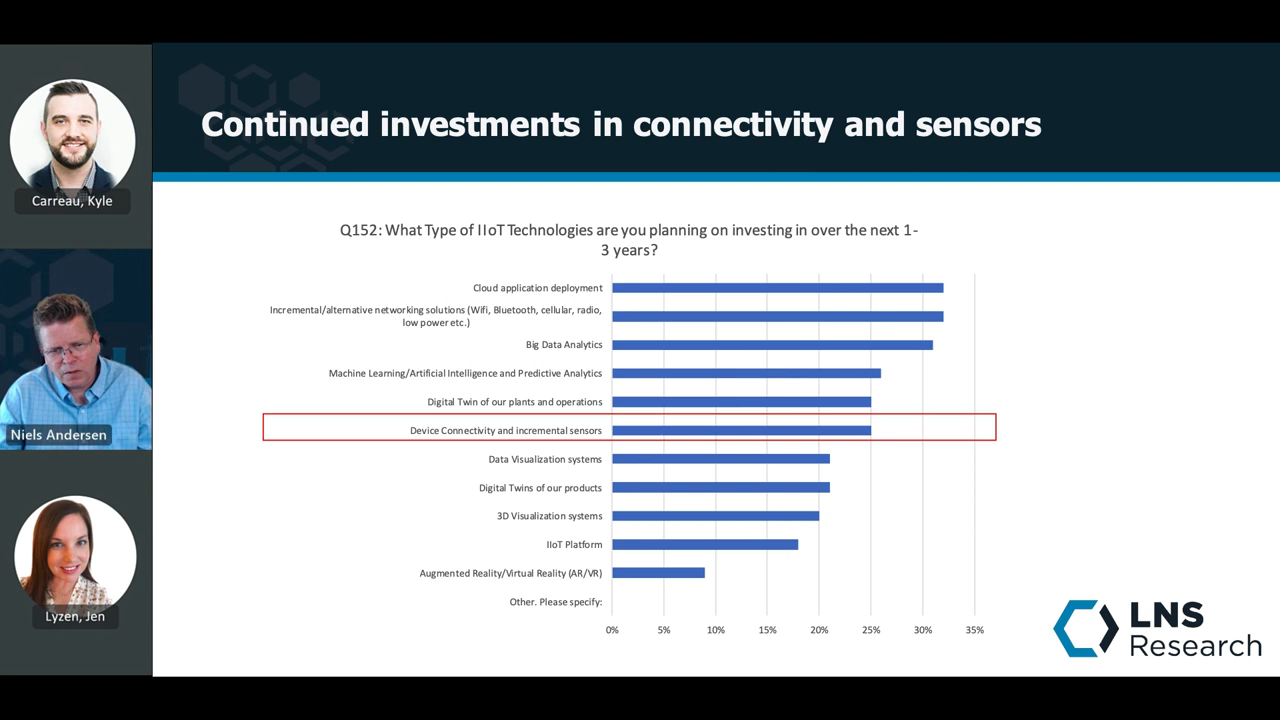 Continued investments in connectivity and sensors
Carreau, Kyle
Niels Andersen
Lyzen, Jen
Q152: What Type of IIoT Technologies are you planning on investing in over the next 1-
3 years?
Cloud application deployment
Incremental/alternative networking solutions (Wifi, Bluetooth, cellular, radio,
low power etc.)
Big Data Analytics
Machine Learning/Artificial Intelligence and Predictive Analytics
Digital Twin of our plants and operations
Device Connectivity and incremental sensors
Data Visualization systems
Digital Twins of our products
3D Visualization systems
IIoT Platform
Augmented Reality/Virtual Reality (AR/VR)
Other. Please specify:
0% 5% 10% 15% 20% 25% 30% 35%
LNS
Research